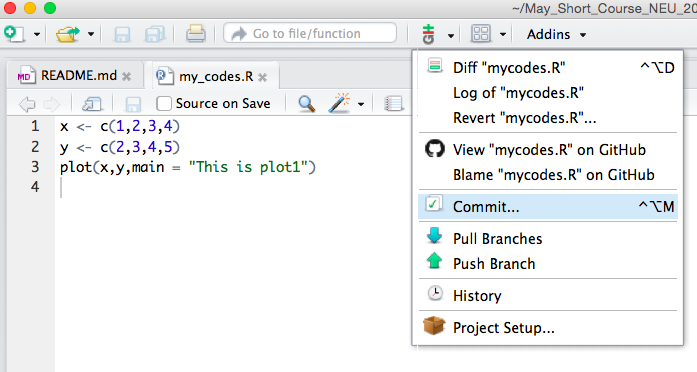 ~/May_Short_Course_NEU_20
Go to file/function
Addins
README.md
my_codes.R
Source on Save
1 x <- c(1,2,3,4)
2 y <- c(2,3,4,5)
3 plot(x,y,main = "This is plot1")
4
Diff "mycodes.R" ^⌥D
Log of "mycodes.R"
Revert "mycodes.R"...
View "mycodes.R" on GitHub
Blame "mycodes.R" on GitHub
Commit... ^⌥M
Pull Branches
Push Branch
History
Project Setup...